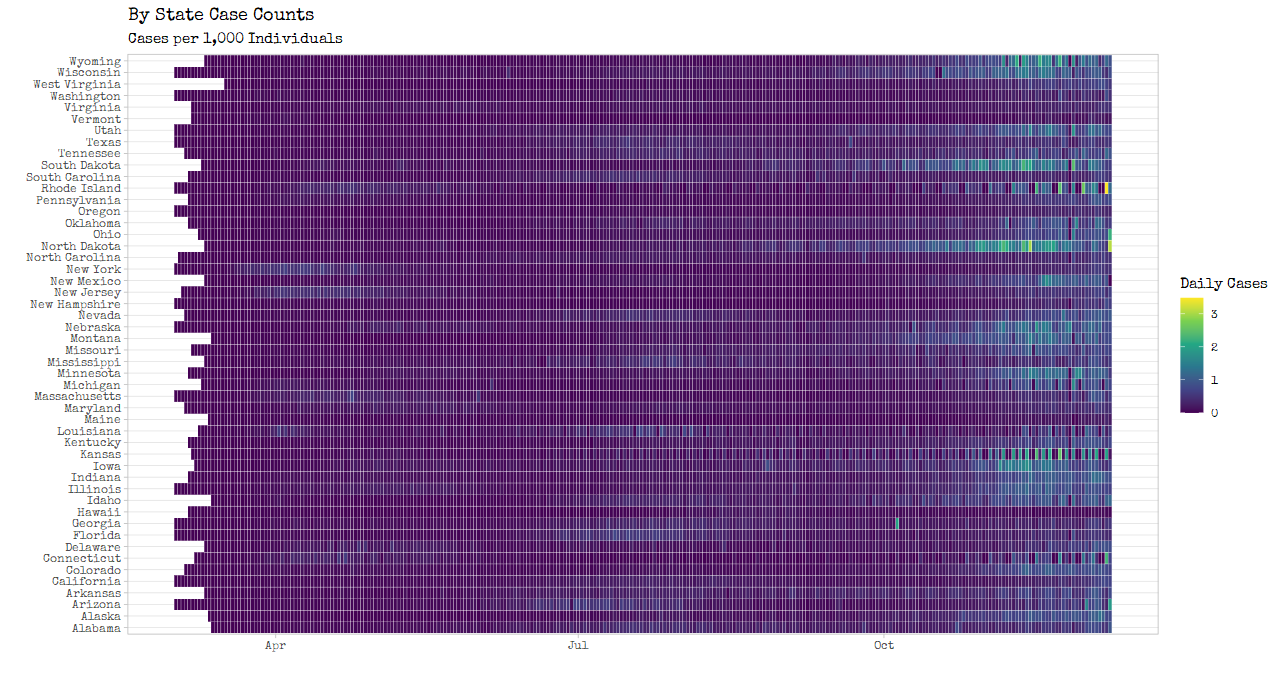 By State Case Counts
Cases per 1,000 Individuals
Wyoming
Wisconsin
West Virginia
Washington
Virginia
Vermont
Utah
Texas
Tennessee
South Dakota
South Carolina
Rhode Island
Pennsylvania
Oregon
Oklahoma
Ohio
North Dakota
North Carolina
New York
New Mexico
New Jersey
New Hampshire
Nevada
Nebraska
Montana
Missouri
Mississippi
Minnesota
Michigan
Massachusetts
Maryland
Maine
Louisiana
Kentucky
Kansas
Iowa
Indiana
Illinois
Idaho
Hawaii
Georgia
Florida
Delaware
Connecticut
Colorado
California
Arkansas
Arizona
Alaska
Alabama
Apr Jul Oct
Daily Cases
3
2
1
0